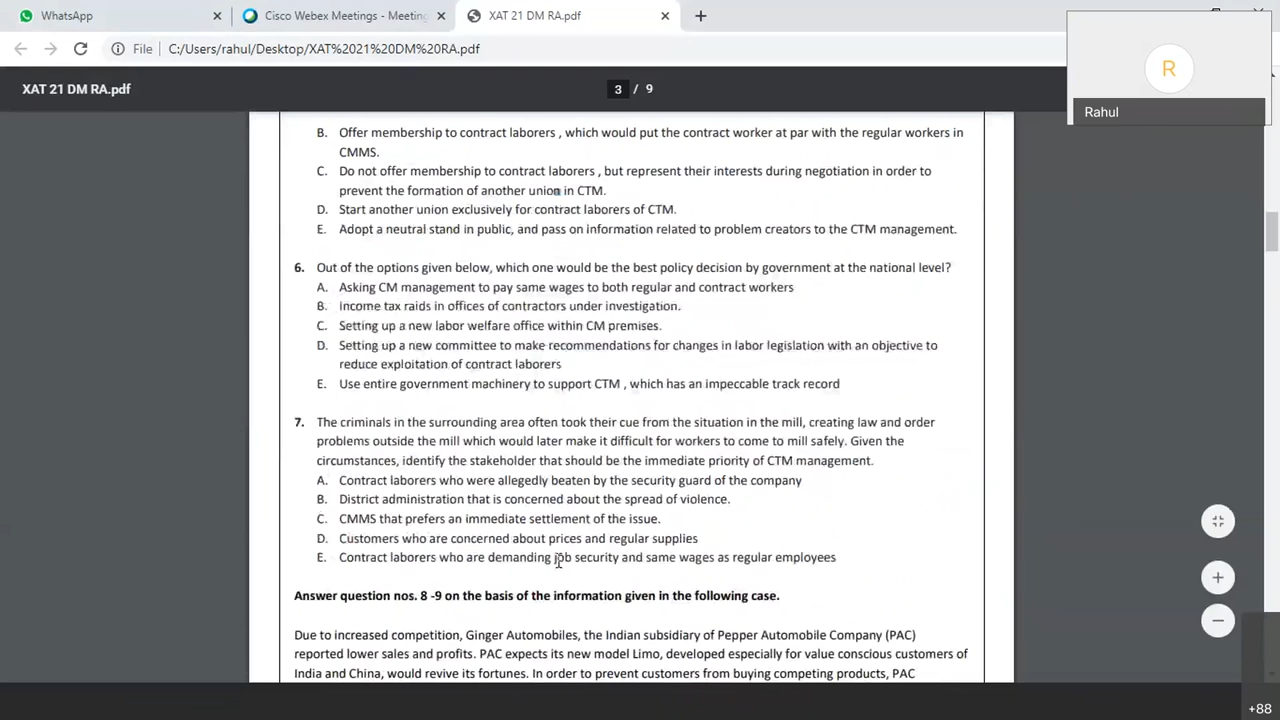 WhatsApp
Cisco Webex Meetings - Meeting
XAT 21 DM RA.pdf
File C:/Users/rahul/Desktop/XAT%2021%20DM%20RA.pdf
R
Rahul
XAT 21 DM RA.pdf
3 / 9
B. Offer membership to contract laborers , which would put the contract worker at par with the regular workers in
CMMS.
C. Do not offer membership to contract laborers , but represent their interests during negotiation in order to
prevent the formation of another union in CTM.
D. Start another union exclusively for contract laborers of CTM.
E. Adopt a neutral stand in public, and pass on information related to problem creators to the CTM management.
6. Out of the options given below, which one would be the best policy decision by government at the national level?
A. Asking CM management to pay same wages to both regular and contract workers
B. Income tax raids in offices of contractors under investigation.
C. Setting up a new labor welfare office within CM premises.
D. Setting up a new committee to make recommendations for changes in labor legislation with an objective to
reduce exploitation of contract laborers
E. Use entire government machinery to support CTM , which has an impeccable track record
7. The criminals in the surrounding area often took their cue from the situation in the mill, creating law and order
problems outside the mill which would later make it difficult for workers to come to mill safely. Given the
circumstances, identify the stakeholder that should be the immediate priority of CTM management.
A. Contract laborers who were allegedly beaten by the security guard of the company
B. District administration that is concerned about the spread of violence.
C. CMMS that prefers an immediate settlement of the issue.
D. Customers who are concerned about prices and regular supplies
E. Contract laborers who are demanding job security and same wages as regular employees
Answer question nos. 8 -9 on the basis of the information given in the following case.
Due to increased competition, Ginger Automobiles, the Indian subsidiary of Pepper Automobile Company (PAC)
reported lower sales and profits. PAC expects its new model Limo, developed especially for value conscious customers of
India and China, would revive its fortunes. In order to prevent customers from buying competing products, PAC
+88